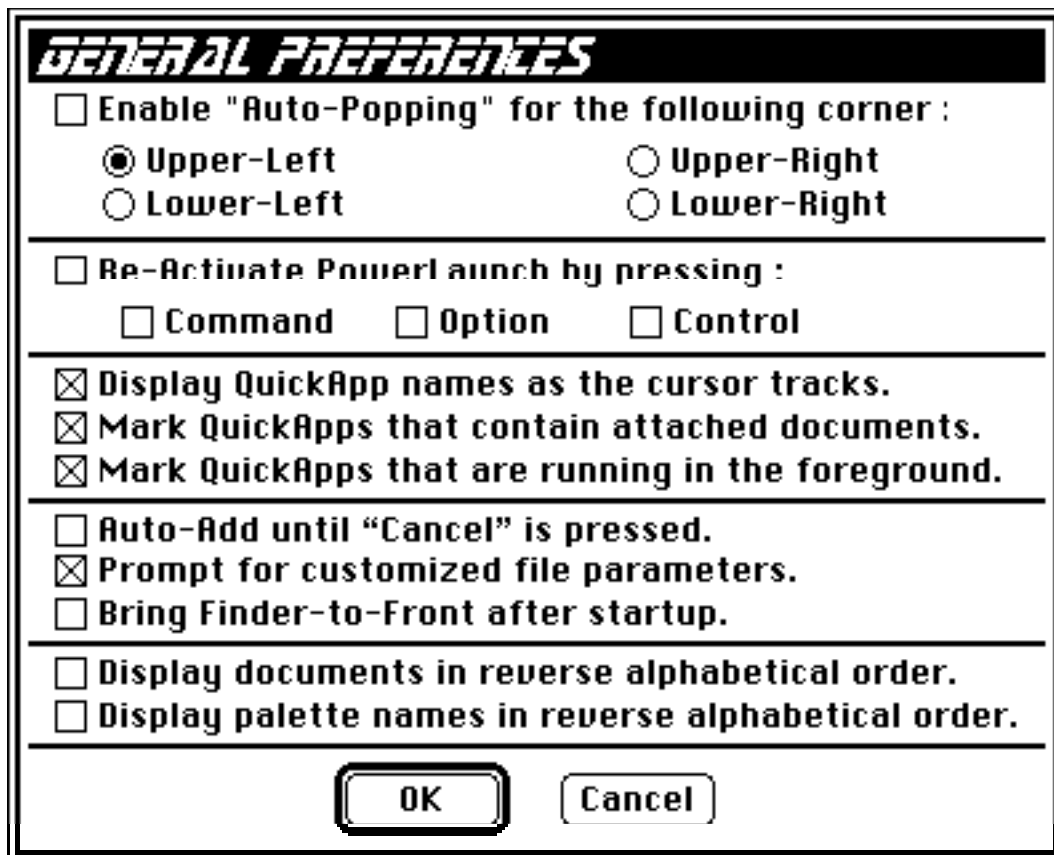 GENERAL PREFERENCES
Enable "Auto-Popping" for the following corner :
Upper-Left Upper-Right
Lower-Left Lower-Right
Re-Activate PowerLaunch by pressing :
Command Option Control
Display QuickApp names as the cursor tracks.
Mark QuickApps that contain attached documents.
Mark QuickApps that are running in the foreground.
Auto-Add until “Cancel” is pressed.
Prompt for customized file parameters.
Bring Finder-to-Front after startup.
Display documents in reverse alphabetical order.
Display palette names in reverse alphabetical order.
OK Cancel